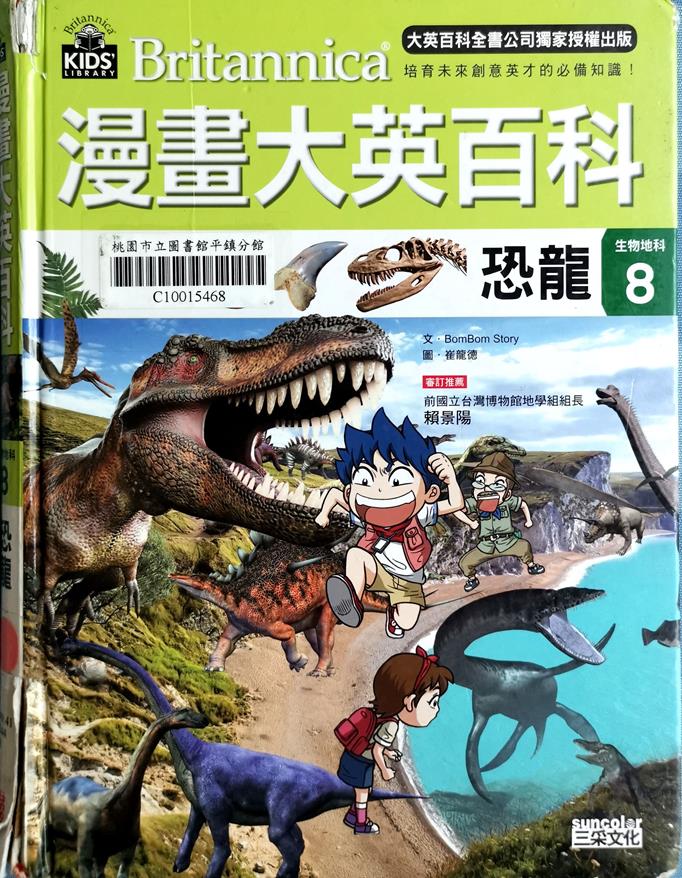 Britannica
KIDS'
LIBRARY
Britannica®
大英百科全書公司獨家授權出版
培育未來創意英才的必備知識！
漫畫大英百科
桃園市立圖書館平鎮分館
C10015468
恐龍
生物地科
8
文・BomBom Story
圖・崔龍德
審訂推薦
前國立台灣博物館地學組組長
賴景陽
suncolor
三采文化
漫畫大英百科
生物地科
8
恐龍